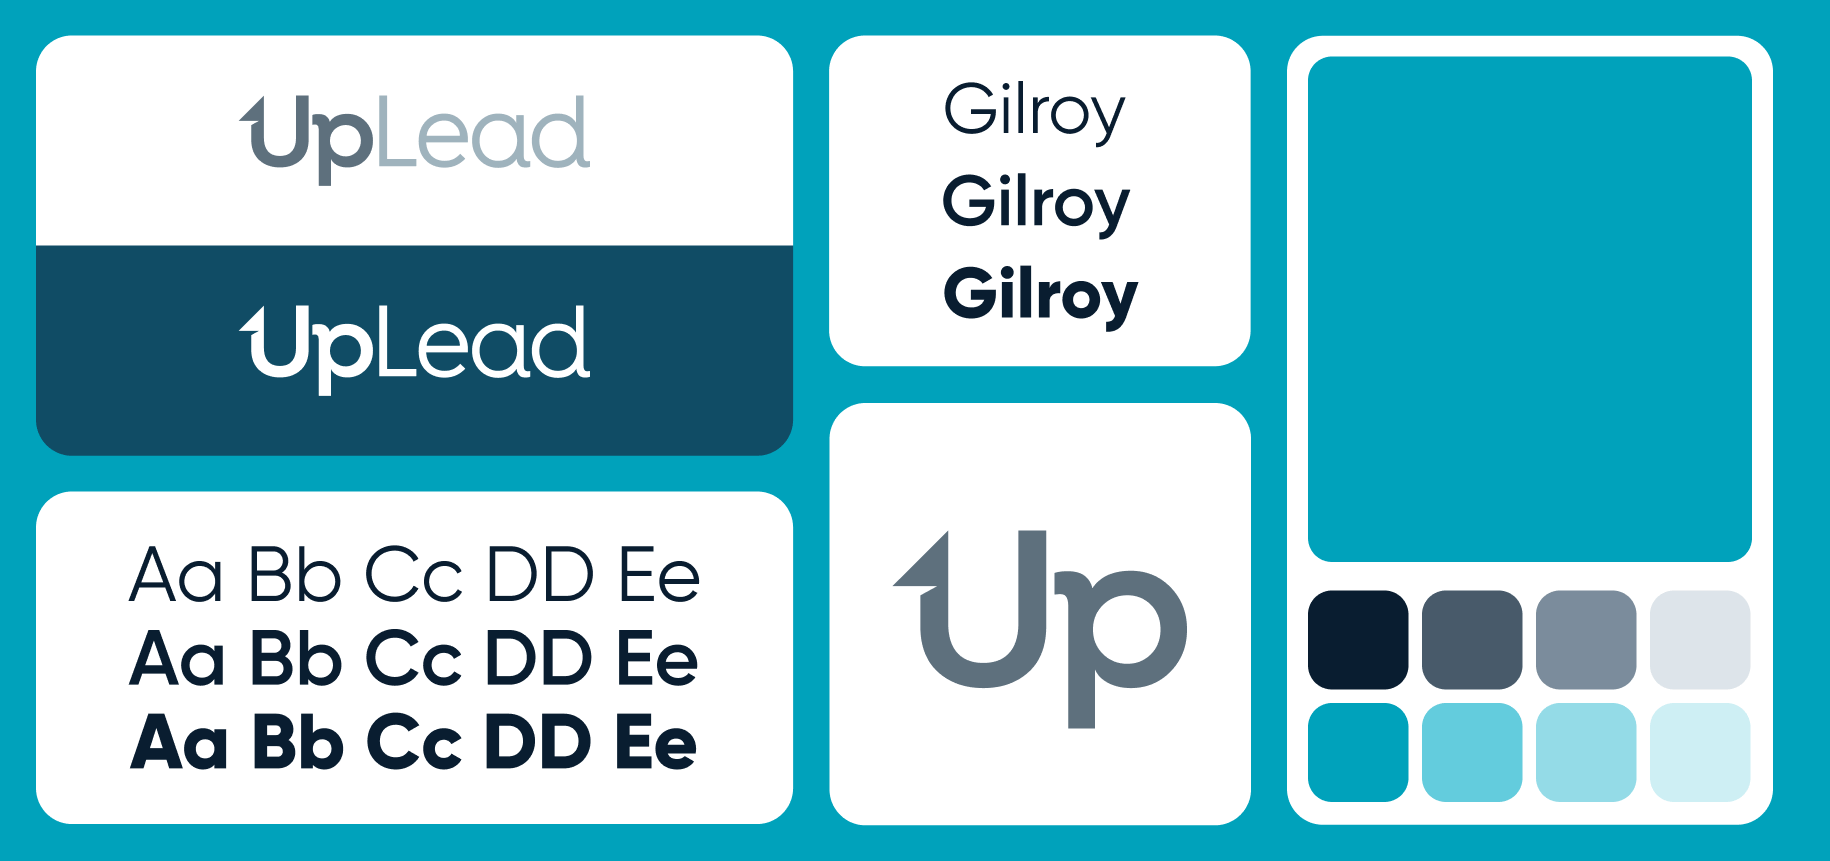 UpLead
UpLead
Aa Bb Cc DD Ee
Aa Bb Cc DD Ee
Aa Bb Cc DD Ee
Gilroy
Gilroy
Gilroy
Up